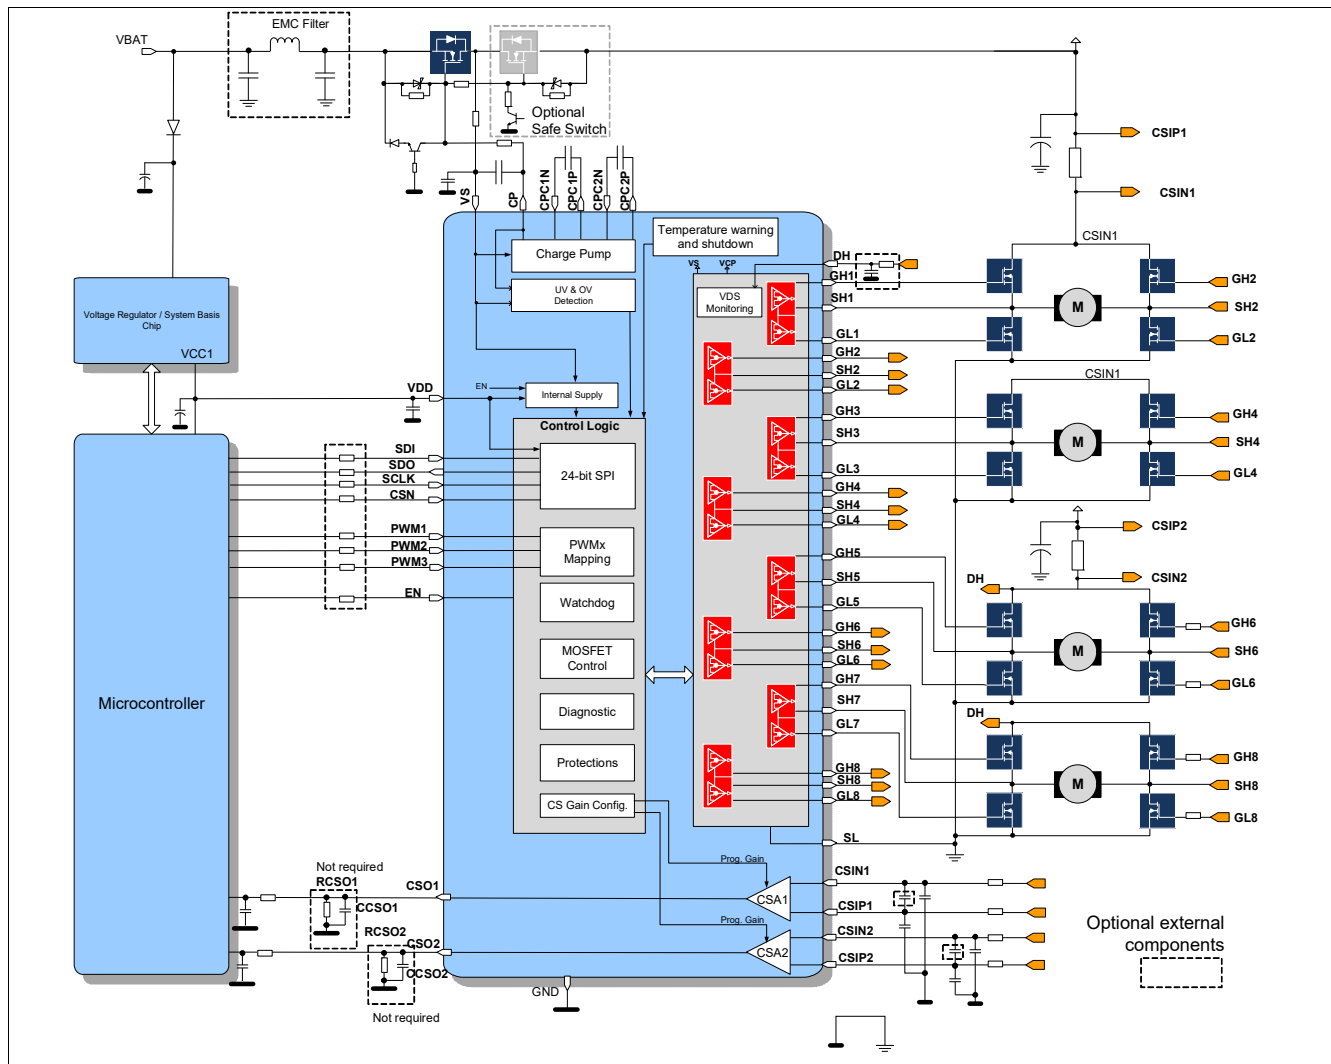 EMC Filter
VBAT
Optional
Safe Switch
CSIP1
CSIN1
VS
CP
CPC1N
CPC1P
CPC2N
CPC2P
Temperature warning
and shutdown
Charge Pump
VS
VCP
DH
CSIN1
UV & OV
Detection
VDS
Monitoring
GH1
SH1
GL1
GH2
SH2
GL2
Voltage Regulator / System Basis
Chip
VCC1
GH2
SH2
GL2
M
VDD
EN
Internal Supply
CSIN1
Control Logic
GH3
SH3
GL3
GH4
SH4
GL4
M
SDI
SDO
SCLK
CSN
24-bit SPI
GH4
SH4
GL4
PWM1
PWM2
PWM3
PWMx
Mapping
CSIP2
CSIN2
DH
EN
Watchdog
GH5
SH5
GL5
GH6
SH6
GL6
M
MOSFET
Control
GH6
SH6
GL6
Microcontroller
Diagnostic
GH7
SH7
GL7
DH
Protections
GH8
SH8
GL8
M
CS Gain Config.
GH8
SH8
GL8
SL
Prog. Gain
Not required
RCSO1
CCSO1
CSO1
CSA1
CSIN1
CSIP1
Prog. Gain
RCSO2
CSO2
CCSO2
CSA2
CSIN2
CSIP2
Not required
GND
Optional external
components